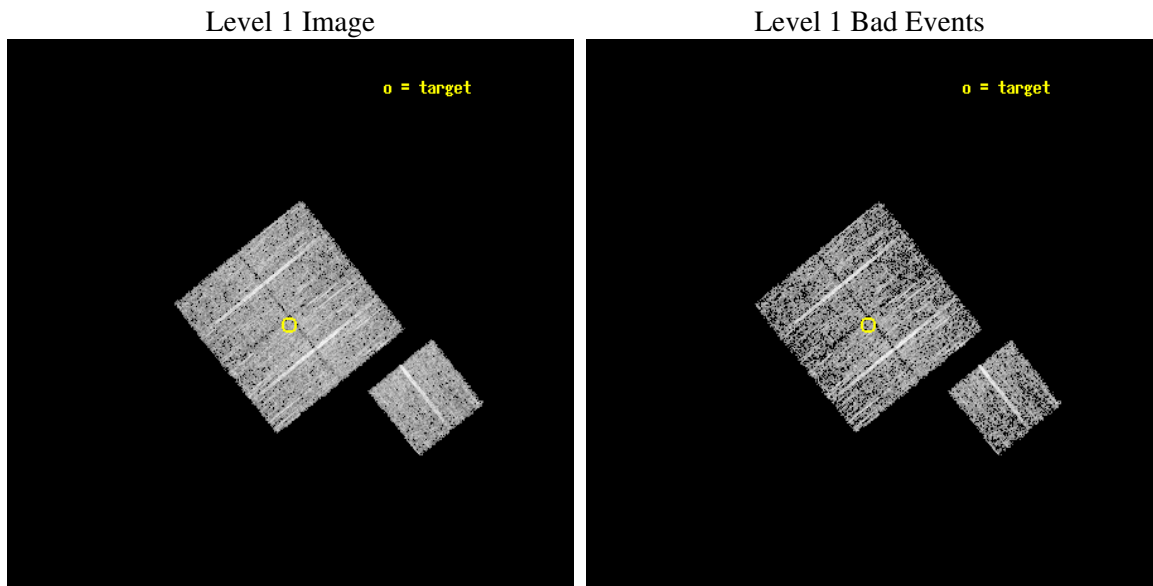 Level 1 Image
Level 1 Bad Events
o = target
o = target